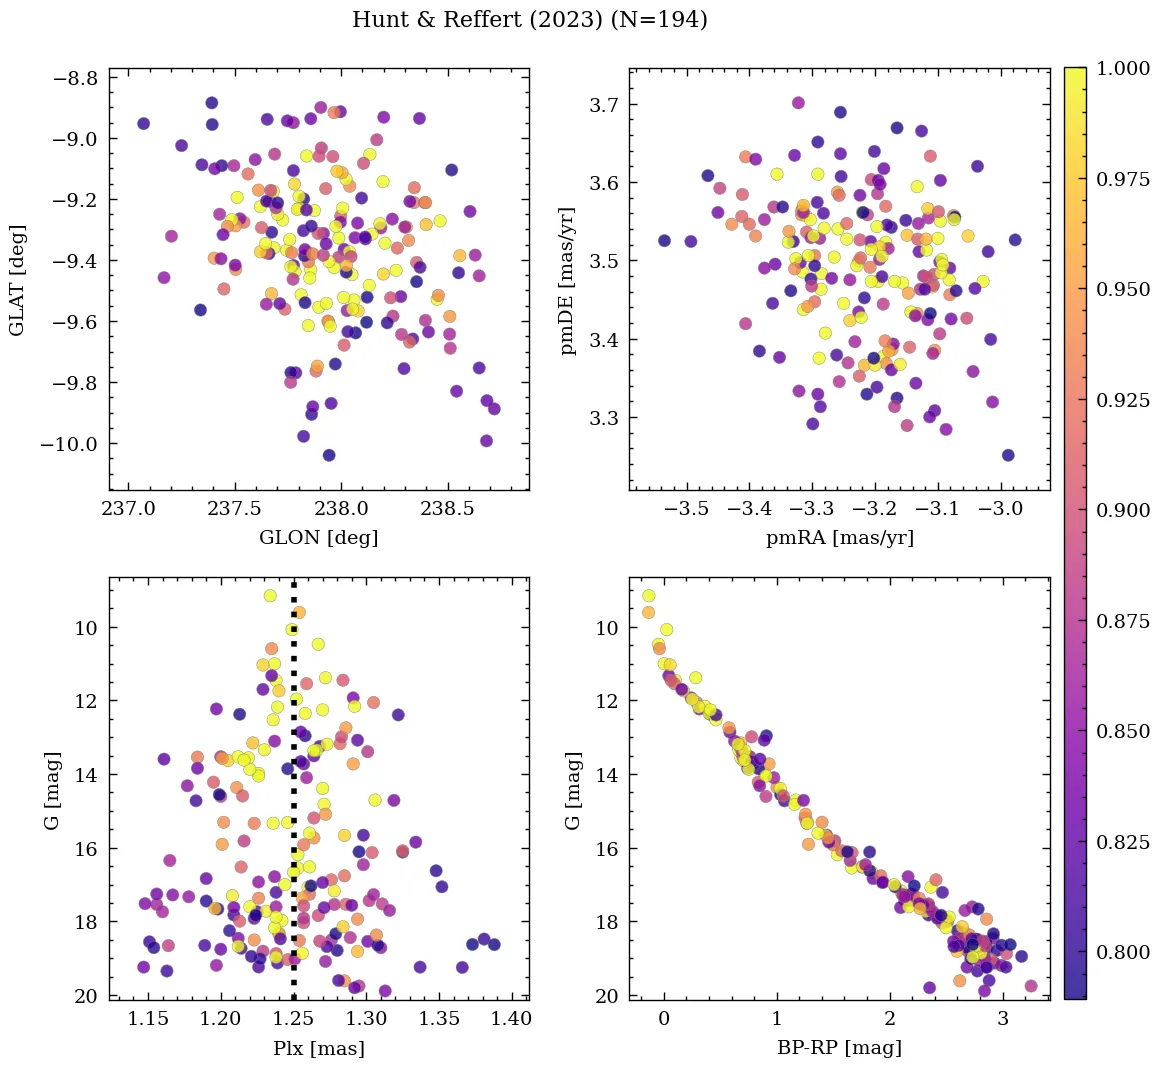 Hunt & Reffert (2023) (N=194)
−8.8
−9.0
−9.2
−9.4
−9.6
−9.8
−10.0
GLAT [deg]
237.0 237.5 238.0 238.5
GLON [deg]
3.7
3.6
3.5
3.4
3.3
pmDE [mas/yr]
−3.5 −3.4 −3.3 −3.2 −3.1 −3.0
pmRA [mas/yr]
1.000
0.975
0.950
0.925
0.900
0.875
0.850
0.825
0.800
10
12
14
16
18
20
G [mag]
1.15 1.20 1.25 1.30 1.35 1.40
Plx [mas]
10
12
14
16
18
20
G [mag]
0 1 2 3
BP-RP [mag]